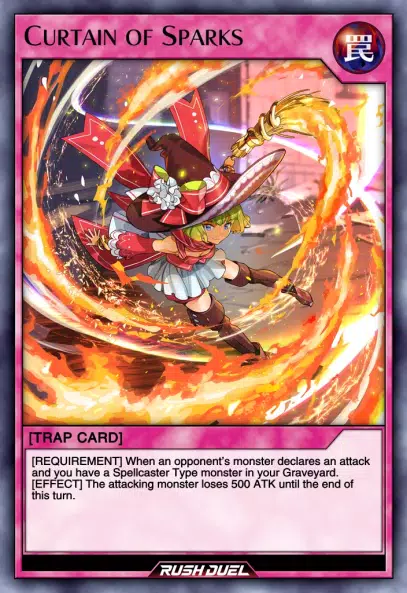 CURTAIN OF SPARKS
罠
[TRAP CARD]
[REQUIREMENT] When an opponent's monster declares an attack
and you have a Spellcaster Type monster in your Graveyard.
[EFFECT] The attacking monster loses 500 ATK until the end of
this turn.
RUSH DUEL